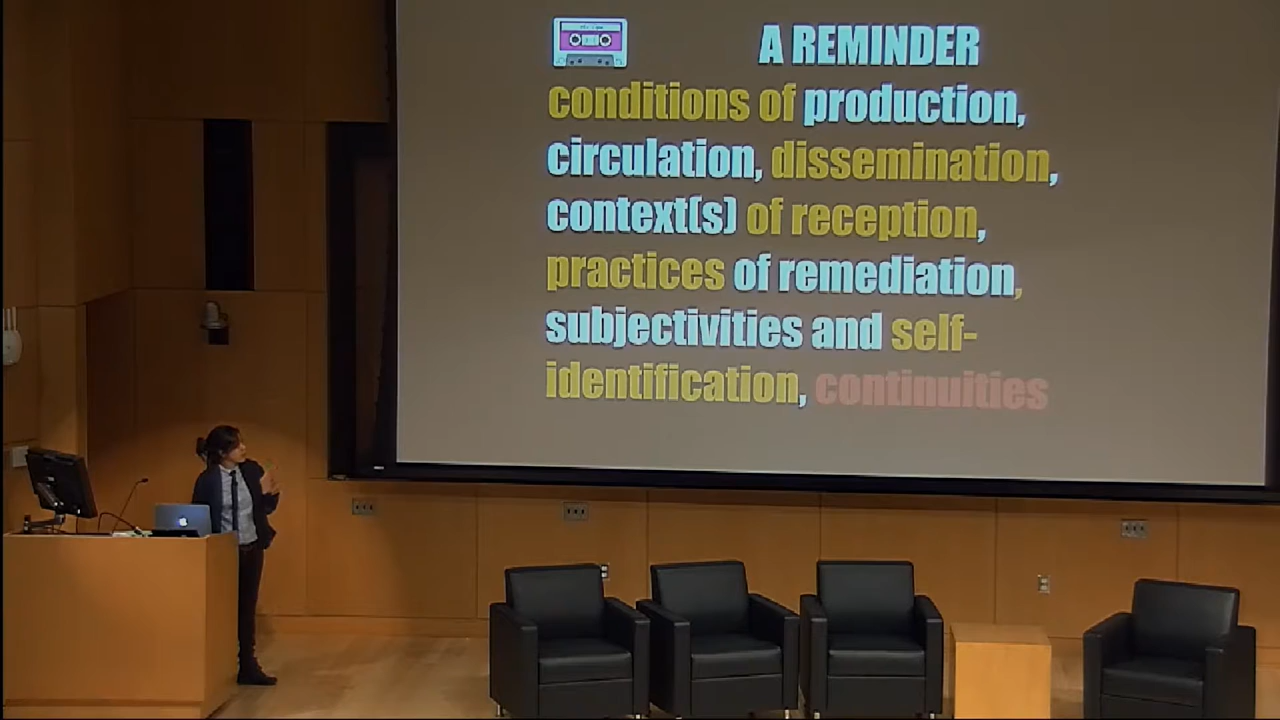 A REMINDER
conditions of production,
circulation, dissemination,
context(s) of reception,
practices of remediation,
subjectivities and self-
identification, continuities